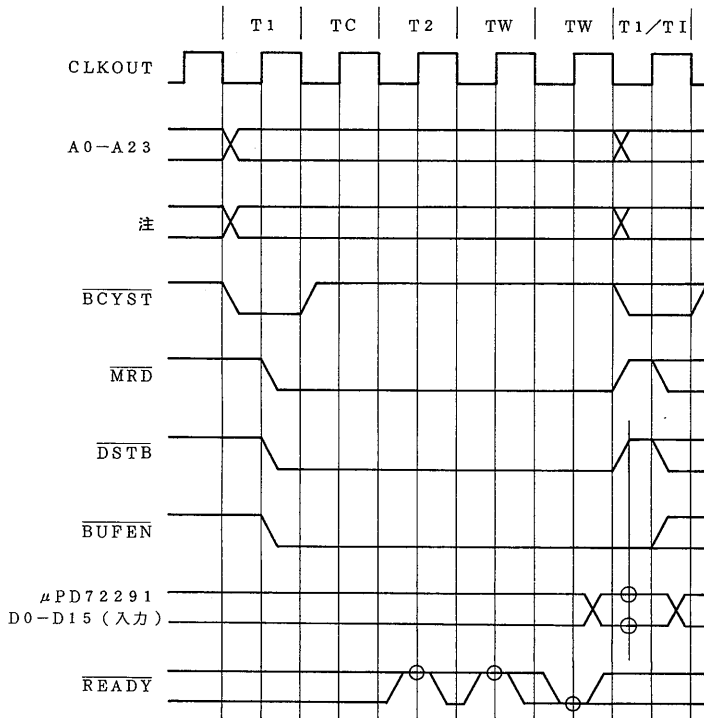 T1 TC T2 TW TW T1/TI
CLKOUT
A0-A23
注
BCYST
MRD
DSTB
BUFEN
μPD72291
D0-D15(入力)
READY